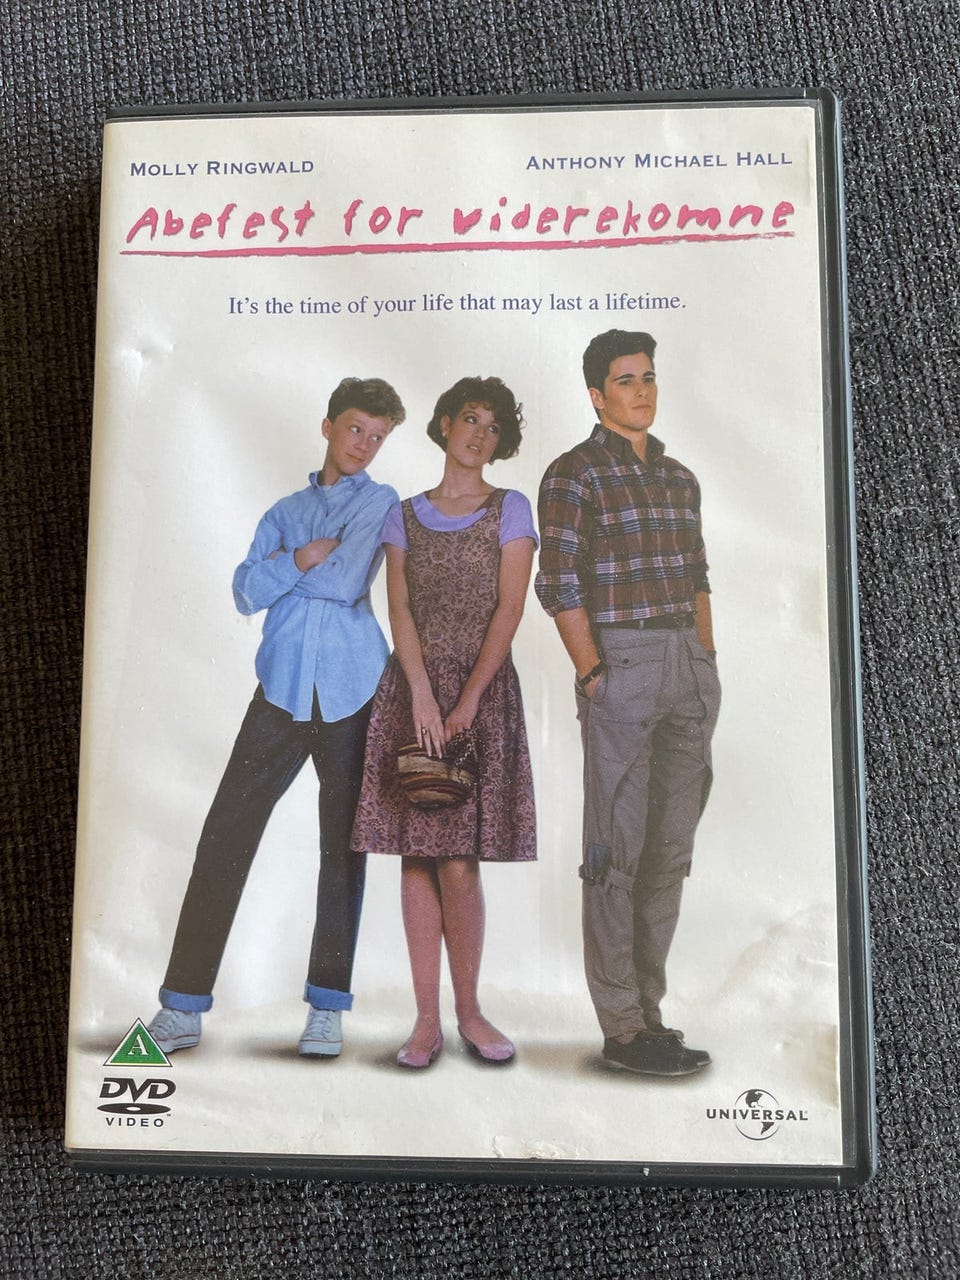 MOLLY RINGWALD
ANTHONY MICHAEL HALL
Abefest for viderekomne
It's the time of your life that may last a lifetime.
A
DVD
VIDEO
UNIVERSAL